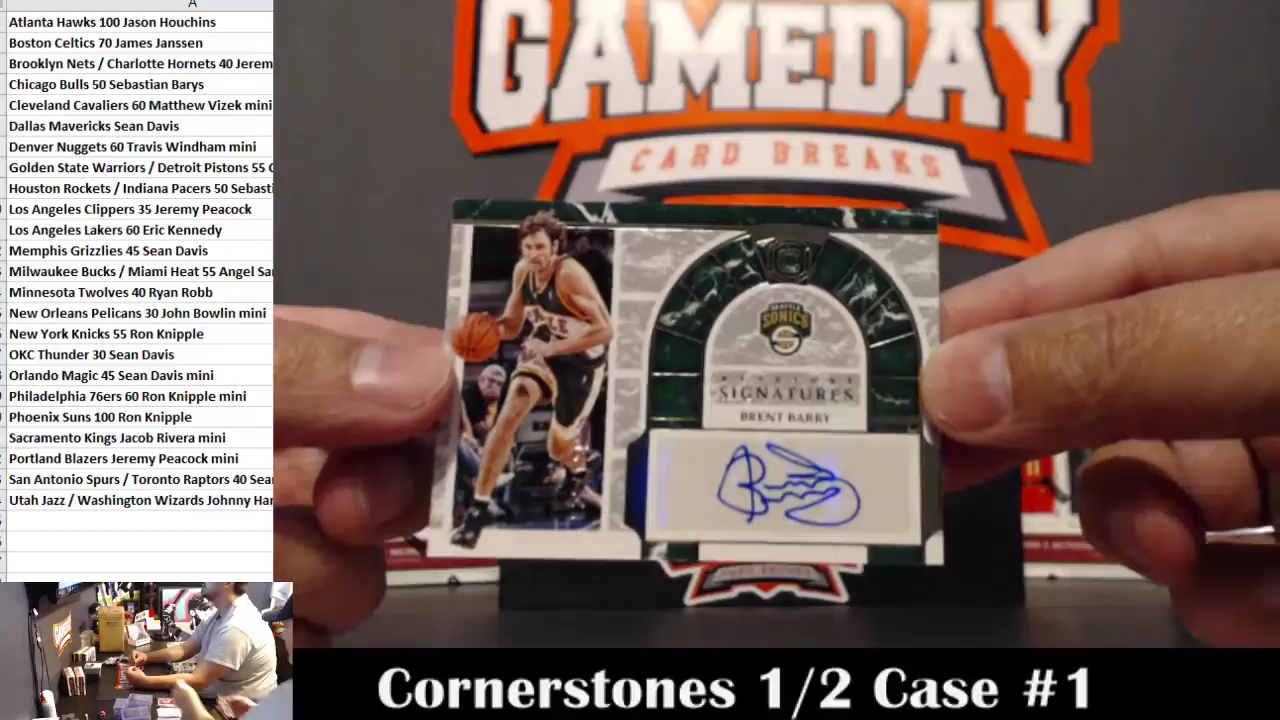 A
Atlanta Hawks 100 Jason Houchins
Boston Celtics 70 James Janssen
Brooklyn Nets / Charlotte Hornets 40 Jerem
Chicago Bulls 50 Sebastian Barys
Cleveland Cavaliers 60 Matthew Vizek mini
Dallas Mavericks Sean Davis
Denver Nuggets 60 Travis Windham mini
Golden State Warriors / Detroit Pistons 55
Houston Rockets / Indiana Pacers 50 Sebasti
Los Angeles Clippers 35 Jeremy Peacock
Los Angeles Lakers 60 Eric Kennedy
Memphis Grizzlies 45 Sean Davis
Milwaukee Bucks / Miami Heat 55 Angel San
Minnesota Twolves 40 Ryan Robb
New Orleans Pelicans 30 John Bowlin mini
New York Knicks 55 Ron Knipple
OKC Thunder 30 Sean Davis
Orlando Magic 45 Sean Davis mini
Philadelphia 76ers 60 Ron Knipple mini
Phoenix Suns 100 Ron Knipple
Sacramento Kings Jacob Rivera mini
Portland Blazers Jeremy Peacock mini
San Antonio Spurs / Toronto Raptors 40 Sean
Utah Jazz / Washington Wizards Johnny Har
GAMEDAY
CARD BREAKS
SEATTLE
SONICS
KEYSTONE
SIGNATURES
BRENT BARRY
Cornerstones 1/2 Case #1